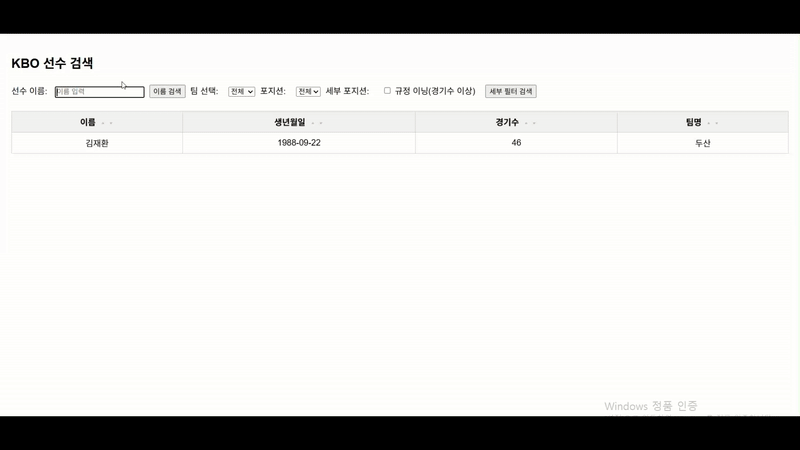 KBO 선수 검색
선수 이름: 이름 입력 이름 검색 팀 선택: 전체 포지션: 전체 세부 포지션: 규정 이닝(경기수 이상) 세부 필터 검색
이름 생년월일 경기수 팀명
김재환 1988-09-22 46 두산
Windows 정품 인증